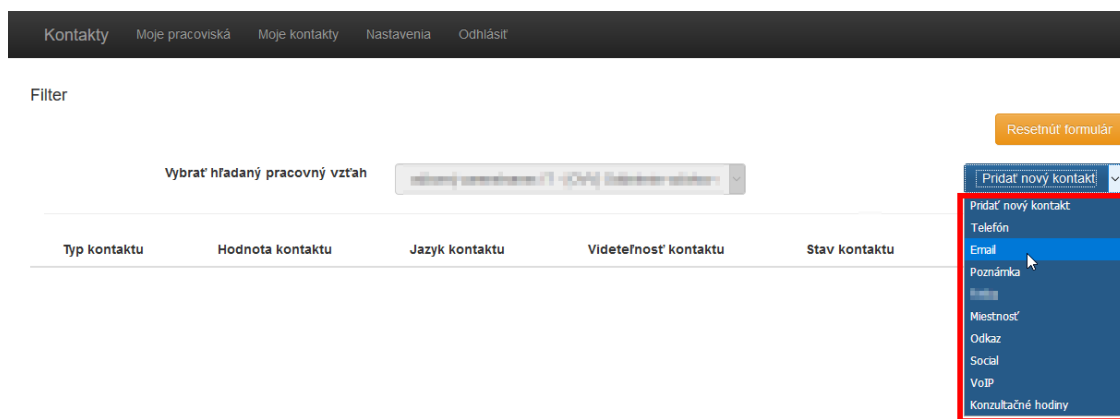 Kontakty Moje pracoviská Moje kontakty Nastavenia Odhlásiť
Filter
Resetnúť formulár
Vybrať hľadaný pracovný vzťah
Pridať nový kontakt
Typ kontaktu Hodnota kontaktu Jazyk kontaktu Videteľnosť kontaktu Stav kontaktu
Pridať nový kontakt
Telefón
Email
Poznámka
Miestnosť
Odkaz
Social
VoIP
Konzultačné hodiny